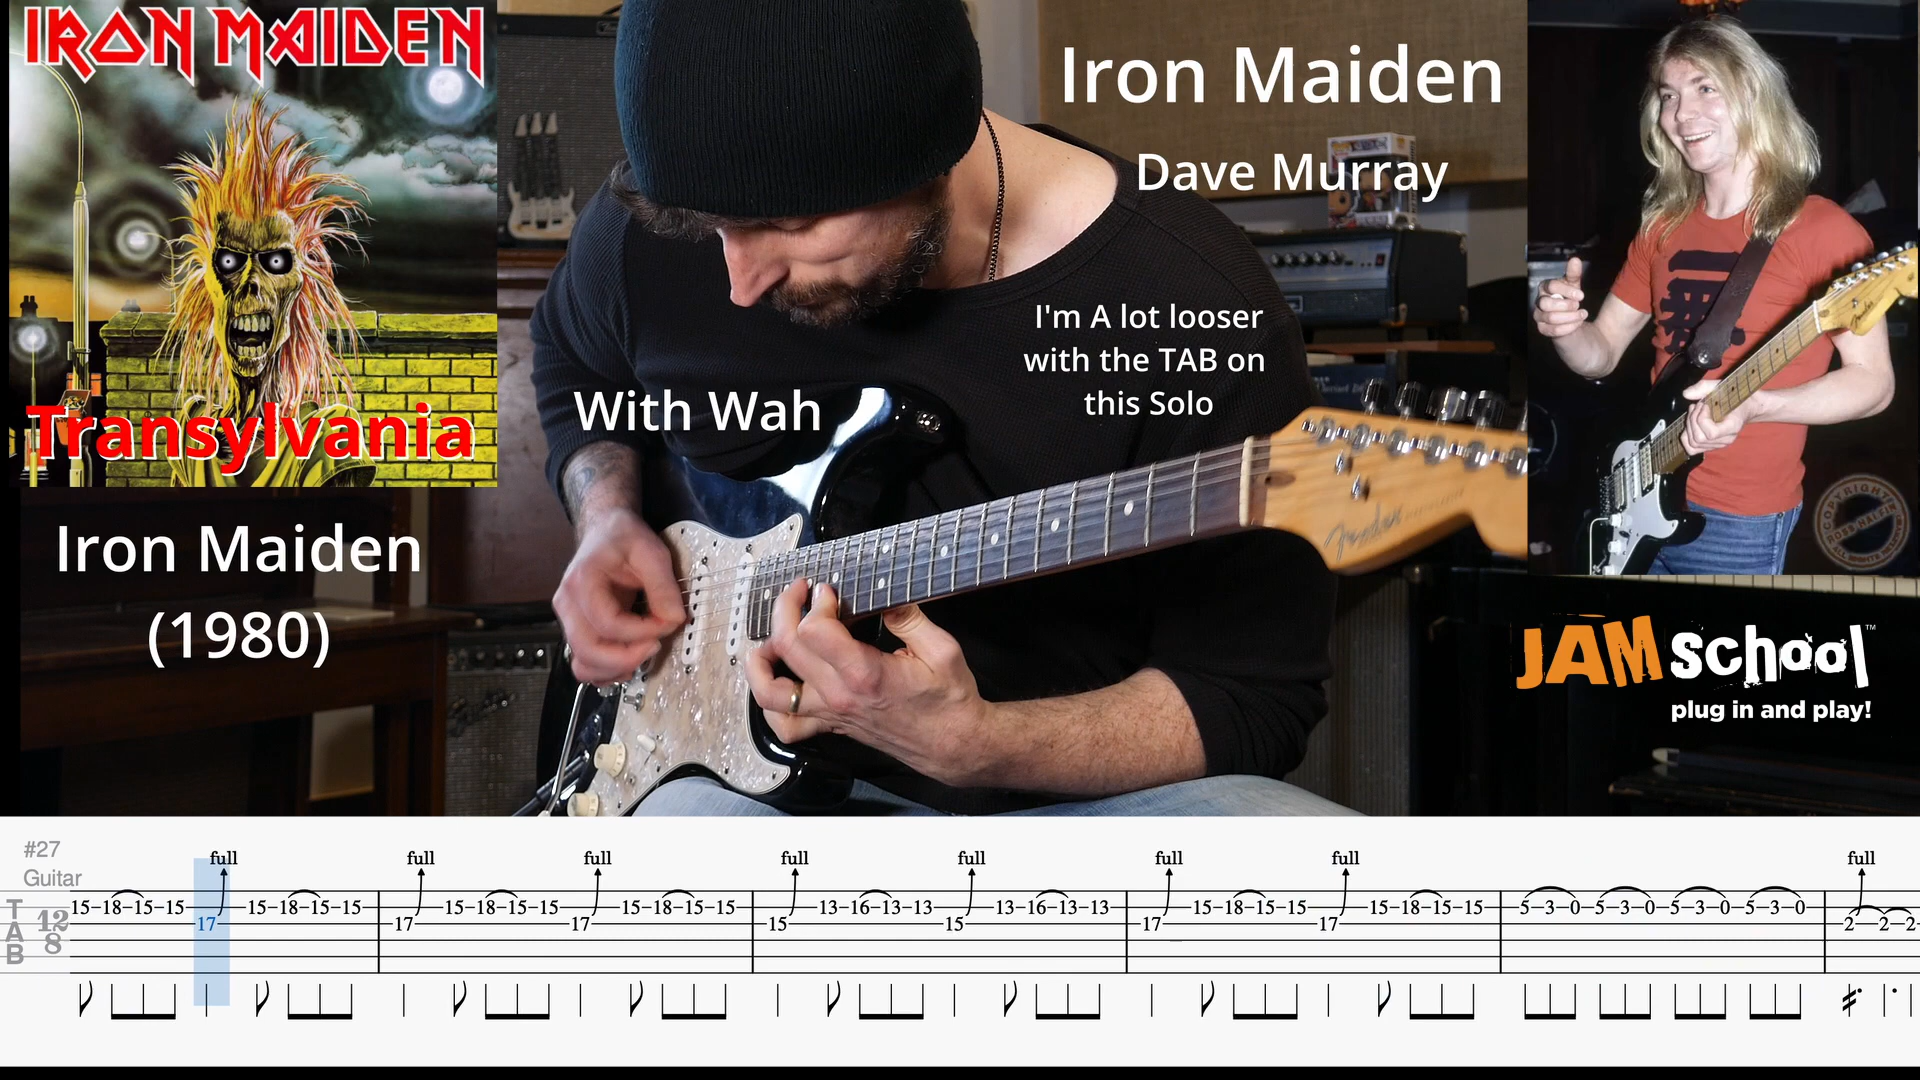 IRON MAIDEN
Transylvania
Iron Maiden
(1980)
With Wah
Iron Maiden
Dave Murray
I'm A lot looser
with the TAB on
this Solo
Fender
JAM school™
plug in and play!
#27
Guitar
full full full full full full full full
T
A
B
12
8
15-18-15-15 15-18-15-15 15-18-15-15 15-18-15-15 13-16-13-13 13-16-13-13 15-18-15-15 15-18-15-15 5-3-0 5-3-0 5-3-0 5-3-0
17 17 17 15 15 17 17 2 2 2